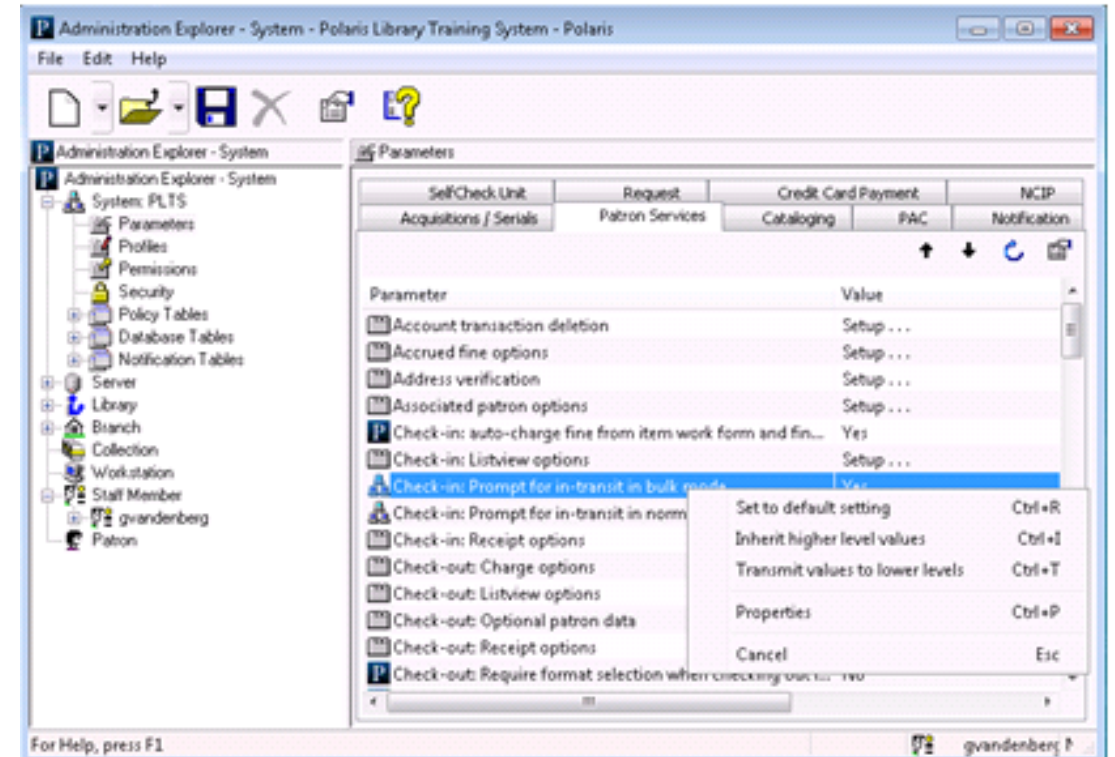 Administration Explorer - System - Polaris Library Training System - Polaris
File Edit Help
Administration Explorer - System
Parameters
Administration Explorer - System
System: PLTS
Parameters
Profiles
Permissions
Security
Policy Tables
Database Tables
Notification Tables
Server
Library
Branch
Collection
Workstation
Staff Member
gvandenberg
Patron
SelfCheck Unit Request Credit Card Payment NCIP
Acquisitions / Serials Patron Services Cataloging PAC Notification
Parameter Value
Account transaction deletion Setup . . .
Accrued fine options Setup . . .
Address verification Setup . . .
Associated patron options Setup . . .
Check-in: auto-charge fine from item work form and fin... Yes
Check-in: Listview options Setup . . .
Check-in: Prompt for in-transit in bulk mode Yes
Check-in: Prompt for in-transit in norm
Check-in: Receipt options
Check-out: Charge options
Check-out: Listview options
Check-out: Optional patron data
Check-out: Receipt options
Check-out: Require format selection when checking out i... No
Set to default setting Ctrl+R
Inherit higher level values Ctrl+I
Transmit values to lower levels Ctrl+T
Properties Ctrl+P
Cancel Esc
For Help, press F1
gvandenberg